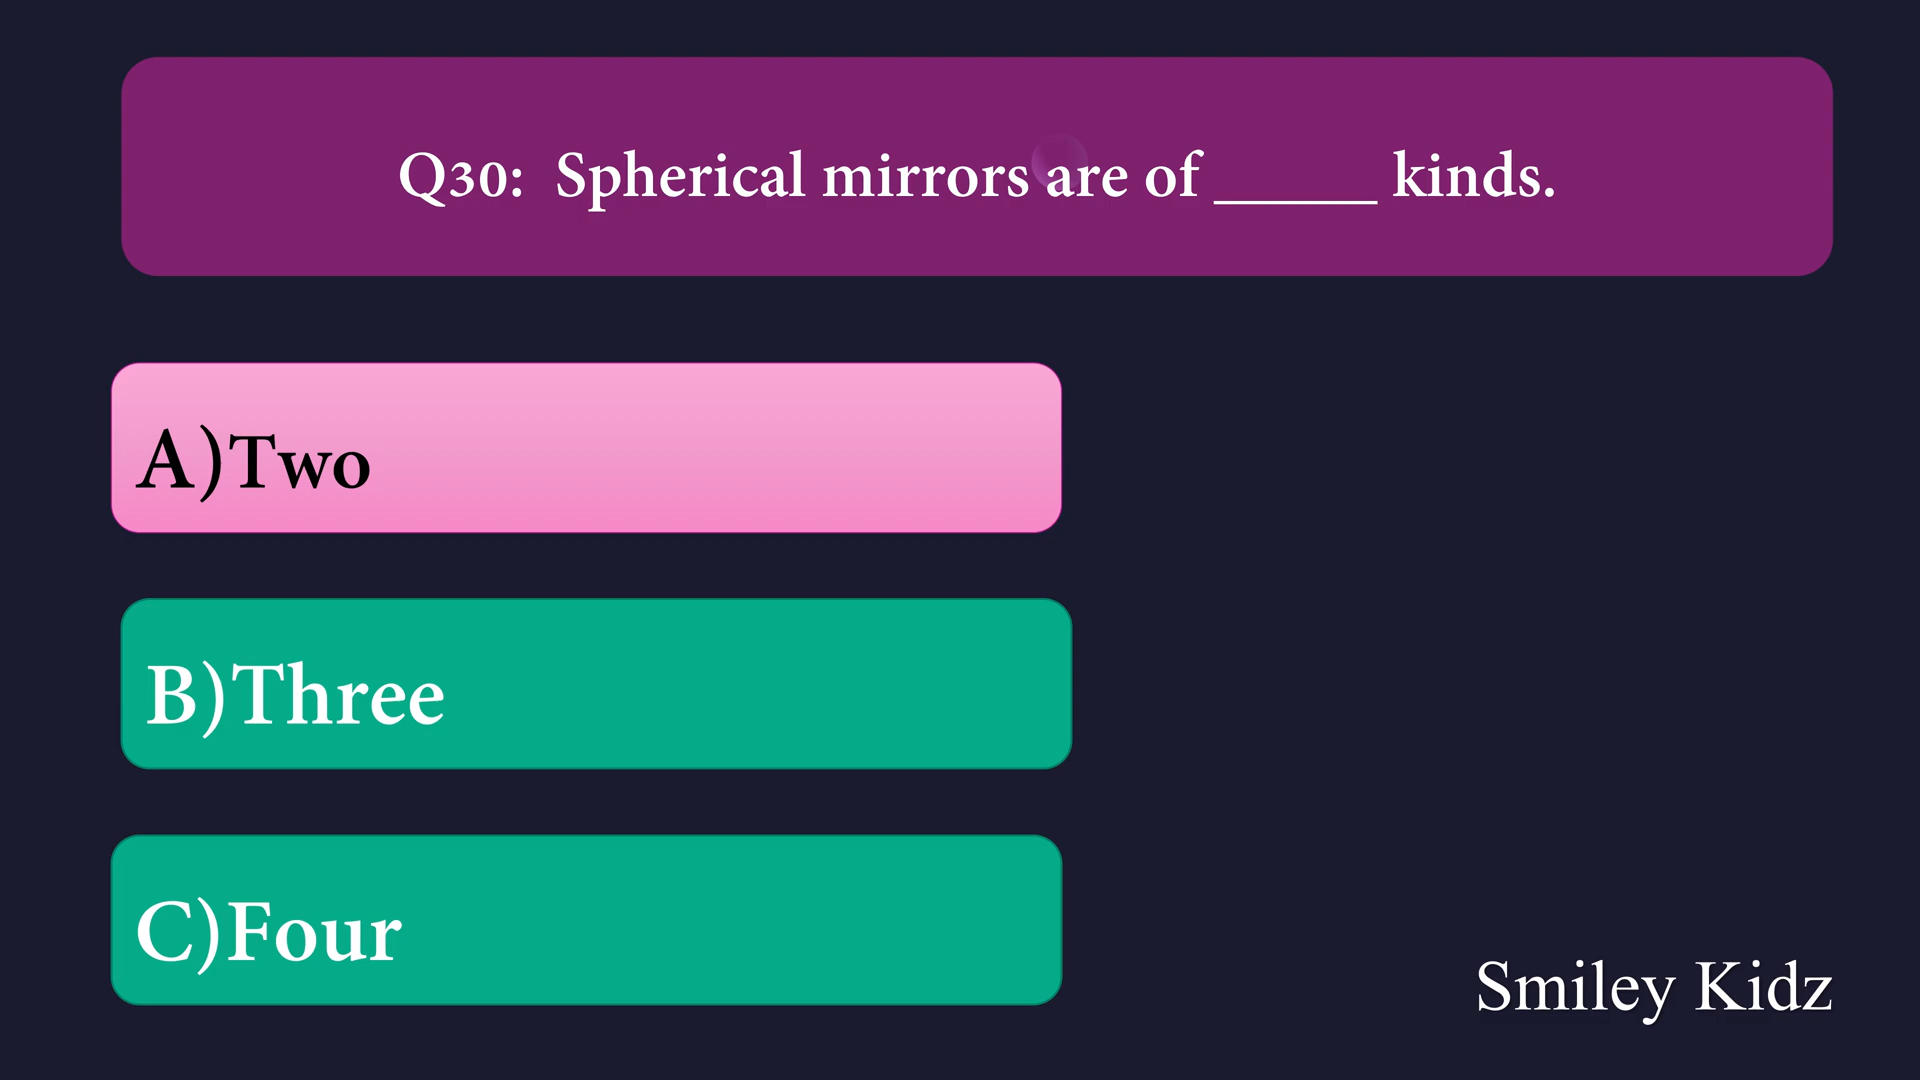 Q30: Spherical mirrors are of ______ kinds.
A)Two
B)Three
C)Four
Smiley Kidz